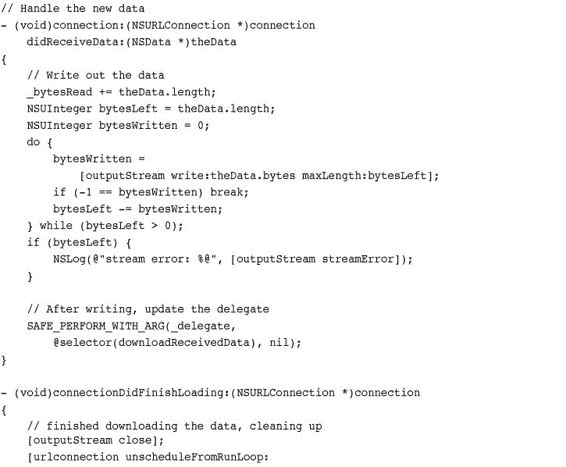 // Handle the new data
- (void)connection:(NSURLConnection *)connection
    didReceiveData:(NSData *)theData
{
    // Write out the data
    _bytesRead += theData.length;
    NSUInteger bytesLeft = theData.length;
    NSUInteger bytesWritten = 0;
    do {
        bytesWritten =
            [outputStream write:theData.bytes maxLength:bytesLeft];
        if (-1 == bytesWritten) break;
        bytesLeft -= bytesWritten;
    } while (bytesLeft > 0);
    if (bytesLeft) {
        NSLog(@"stream error: %@", [outputStream streamError]);
    }

    // After writing, update the delegate
    SAFE_PERFORM_WITH_ARG(_delegate,
        @selector(downloadReceivedData), nil);
}

- (void)connectionDidFinishLoading:(NSURLConnection *)connection
{
    // finished downloading the data, cleaning up
    [outputStream close];
    [urlconnection unscheduleFromRunLoop: